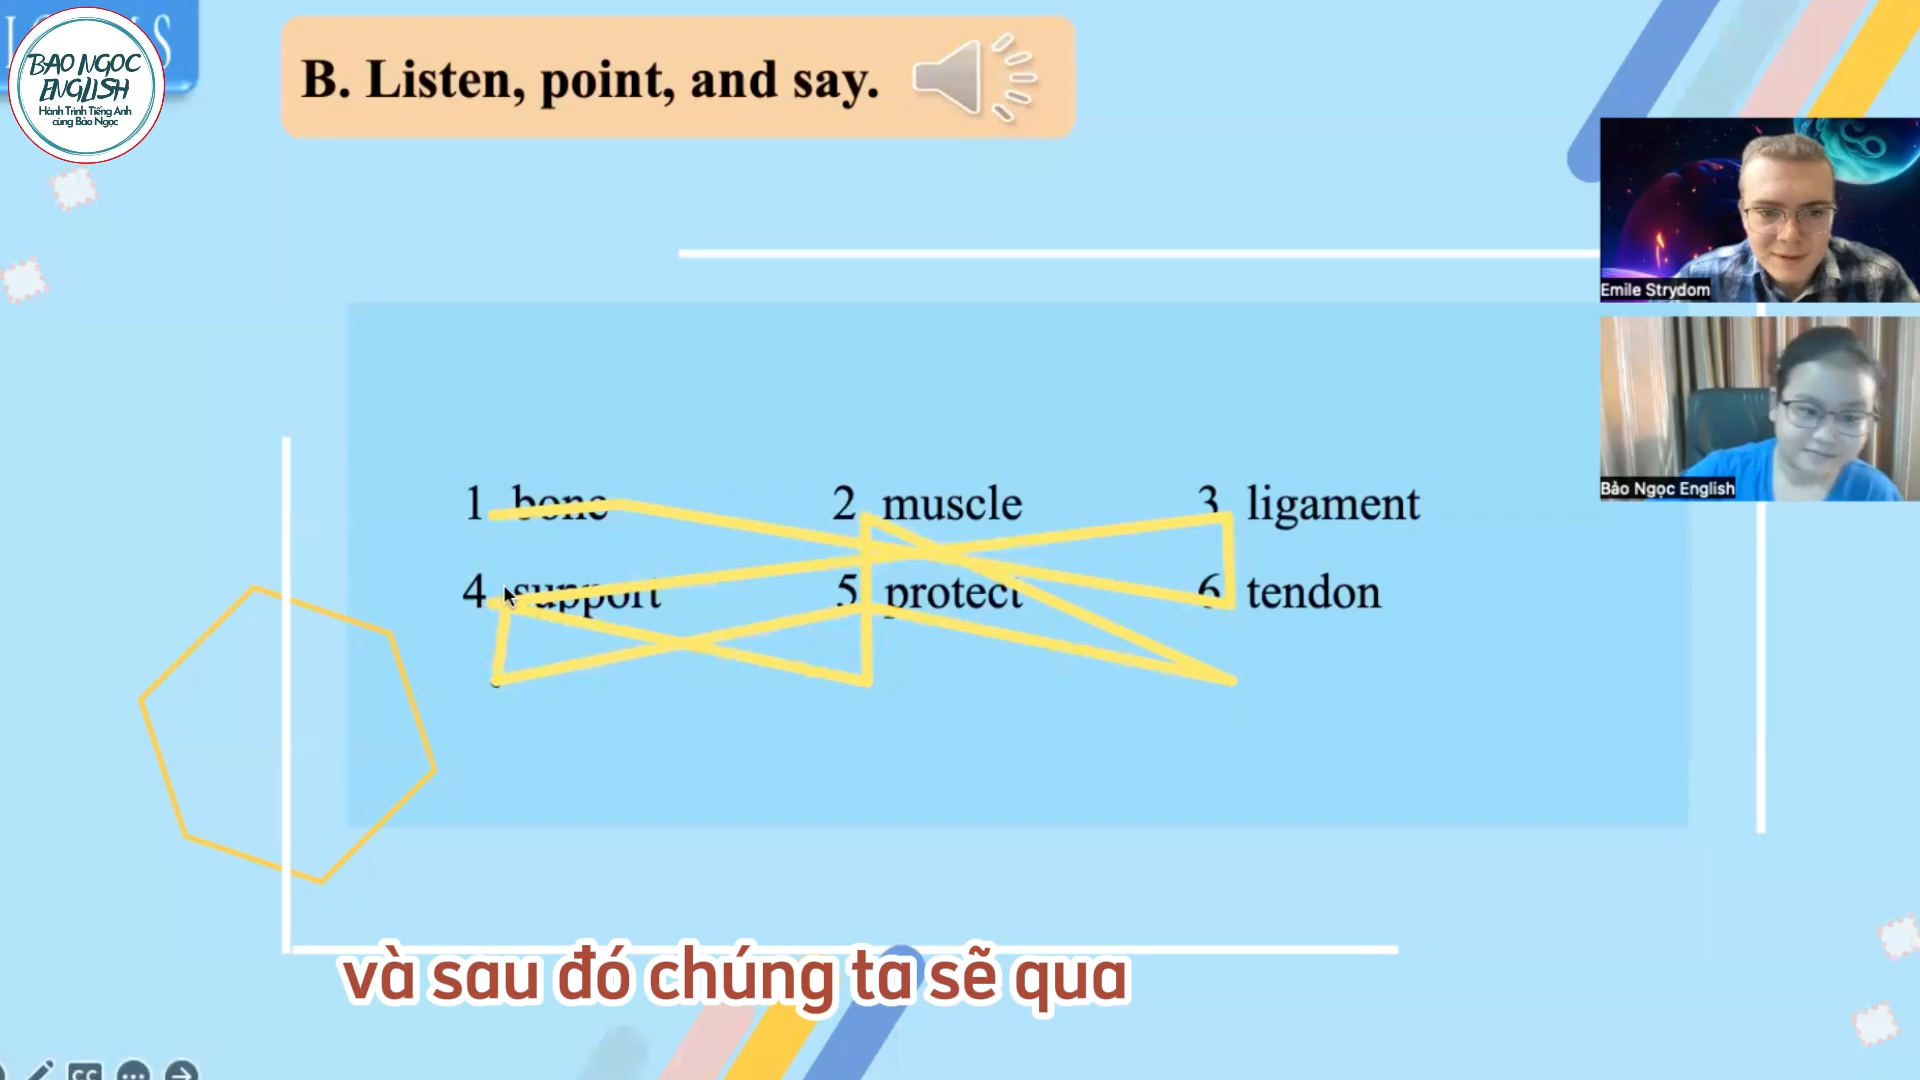 BAO NGOC
ENGLISH
Hành Trình Tiếng Anh
cùng Bảo Ngọc
B. Listen, point, and say.
Emile Strydom
Bảo Ngọc English
1 bone 2 muscle 3 ligament
4 support 5 protect 6 tendon
và sau đó chúng ta sẽ qua
CC